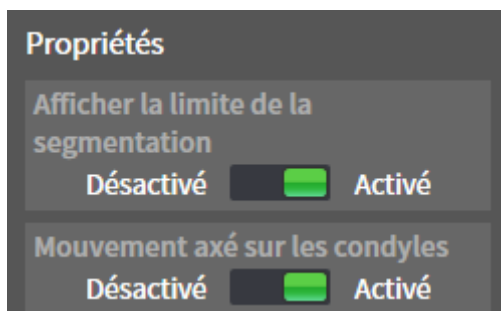 Propriétés
Afficher la limite de la
segmentation
Désactivé Activé
Mouvement axé sur les condyles
Désactivé Activé